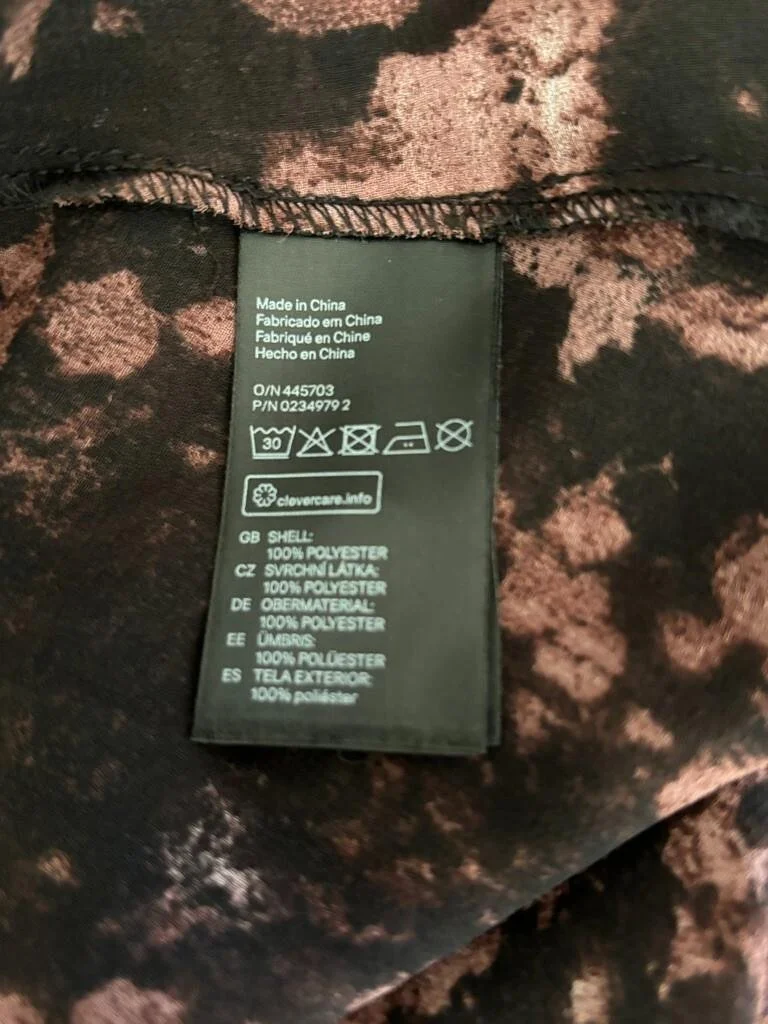 Made in China
Fabricado em China
Fabriqué en Chine
Hecho en China
O/N 445703
P/N 0234979 2
30
clevercare.info
GB SHELL:
100% POLYESTER
CZ SVRCHNÍ LÁTKA:
100% POLYESTER
DE OBERMATERIAL:
100% POLYESTER
EE ÜMBRIS:
100% POLÜESTER
ES TELA EXTERIOR:
100% poliéster